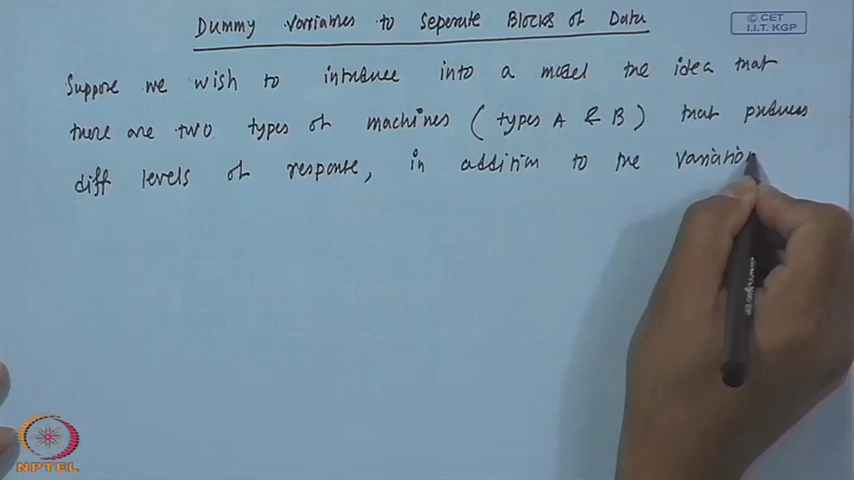 Dummy variables to Seperate Blocks of Data
© CET
I.I.T. KGP
Suppose we wish to introduce into a model the idea that
there are two types of machines (types A & B) that produces
diff levels of response, in addition to the variation
NPTEL